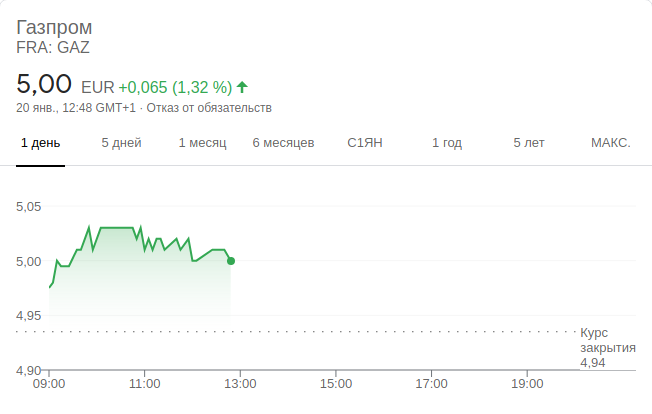 Газпром
FRA: GAZ
5,00 EUR +0,065 (1,32 %)
20 янв., 12:48 GMT+1 · Отказ от обязательств
1 день 5 дней 1 месяц 6 месяцев С1ЯН 1 год 5 лет МАКС.
5,05
5,00
4,95
Курс
закрытия
4,94
4,90
09:00 11:00 13:00 15:00 17:00 19:00